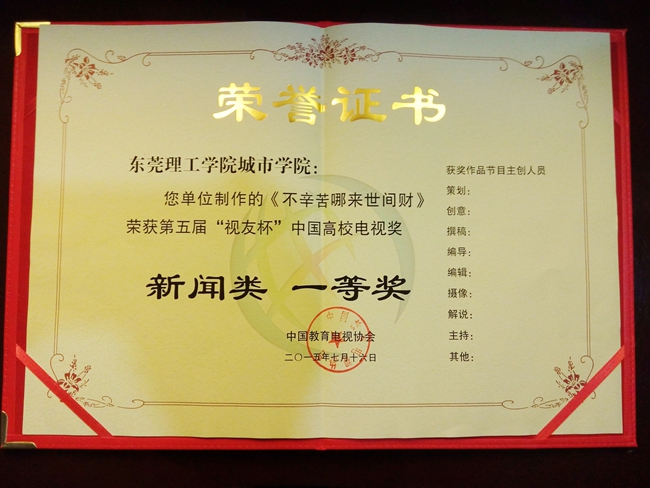 荣誉证书
东莞理工学院城市学院：
您单位制作的《不辛苦哪来世间财》
荣获第五届“视友杯”中国高校电视奖
新闻类 一等奖
中国教育电视协会
二〇一五年七月十六日
获奖作品节目主创人员
策划：
创意：
撰稿：
编导：
编辑：
摄像：
解说：
主持：
其他：